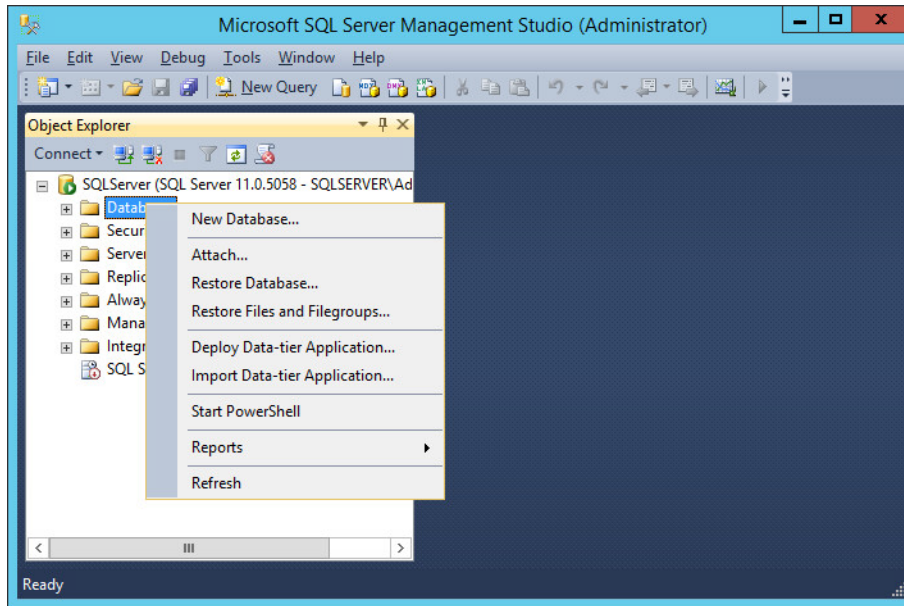 Microsoft SQL Server Management Studio (Administrator)
File Edit View Debug Tools Window Help
New Query
Object Explorer
Connect
SQLServer (SQL Server 11.0.5058 - SQLSERVER\Ad
Datab
Secur
Server
Replic
Alway
Mana
Integr
SQL S
New Database...
Attach...
Restore Database...
Restore Files and Filegroups...
Deploy Data-tier Application...
Import Data-tier Application...
Start PowerShell
Reports
Refresh
Ready